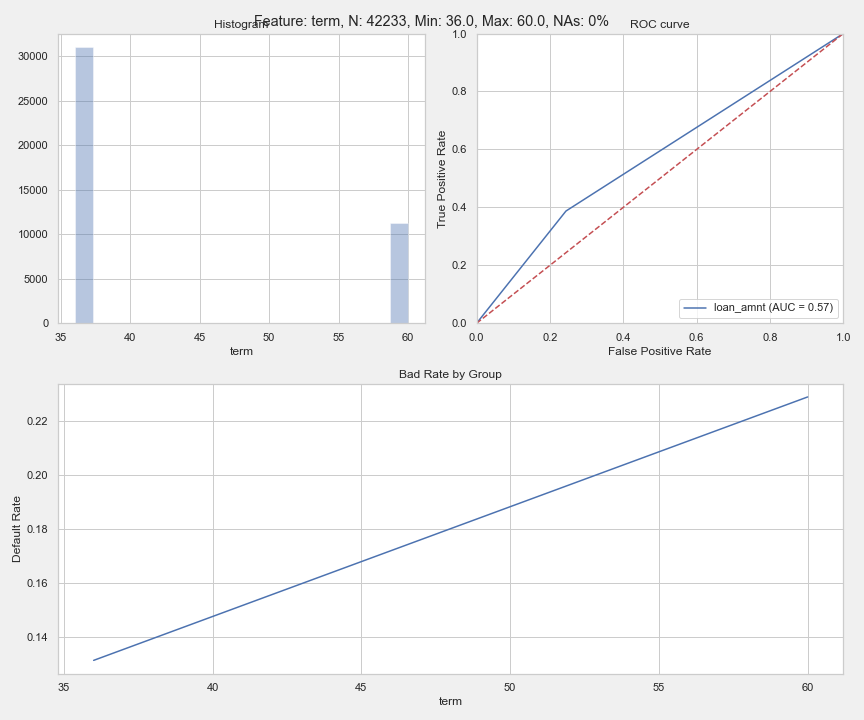 Feature: term, N: 42233, Min: 36.0, Max: 60.0, NAs: 0%
Histogram
30000
25000
20000
15000
10000
5000
0
35 40 45 50 55 60
term
ROC curve
True Positive Rate
1.0
0.8
0.6
0.4
0.2
0.0
loan_amnt (AUC = 0.57)
0.0 0.2 0.4 0.6 0.8 1.0
False Positive Rate
Bad Rate by Group
Default Rate
0.22
0.20
0.18
0.16
0.14
35 40 45 50 55 60
term